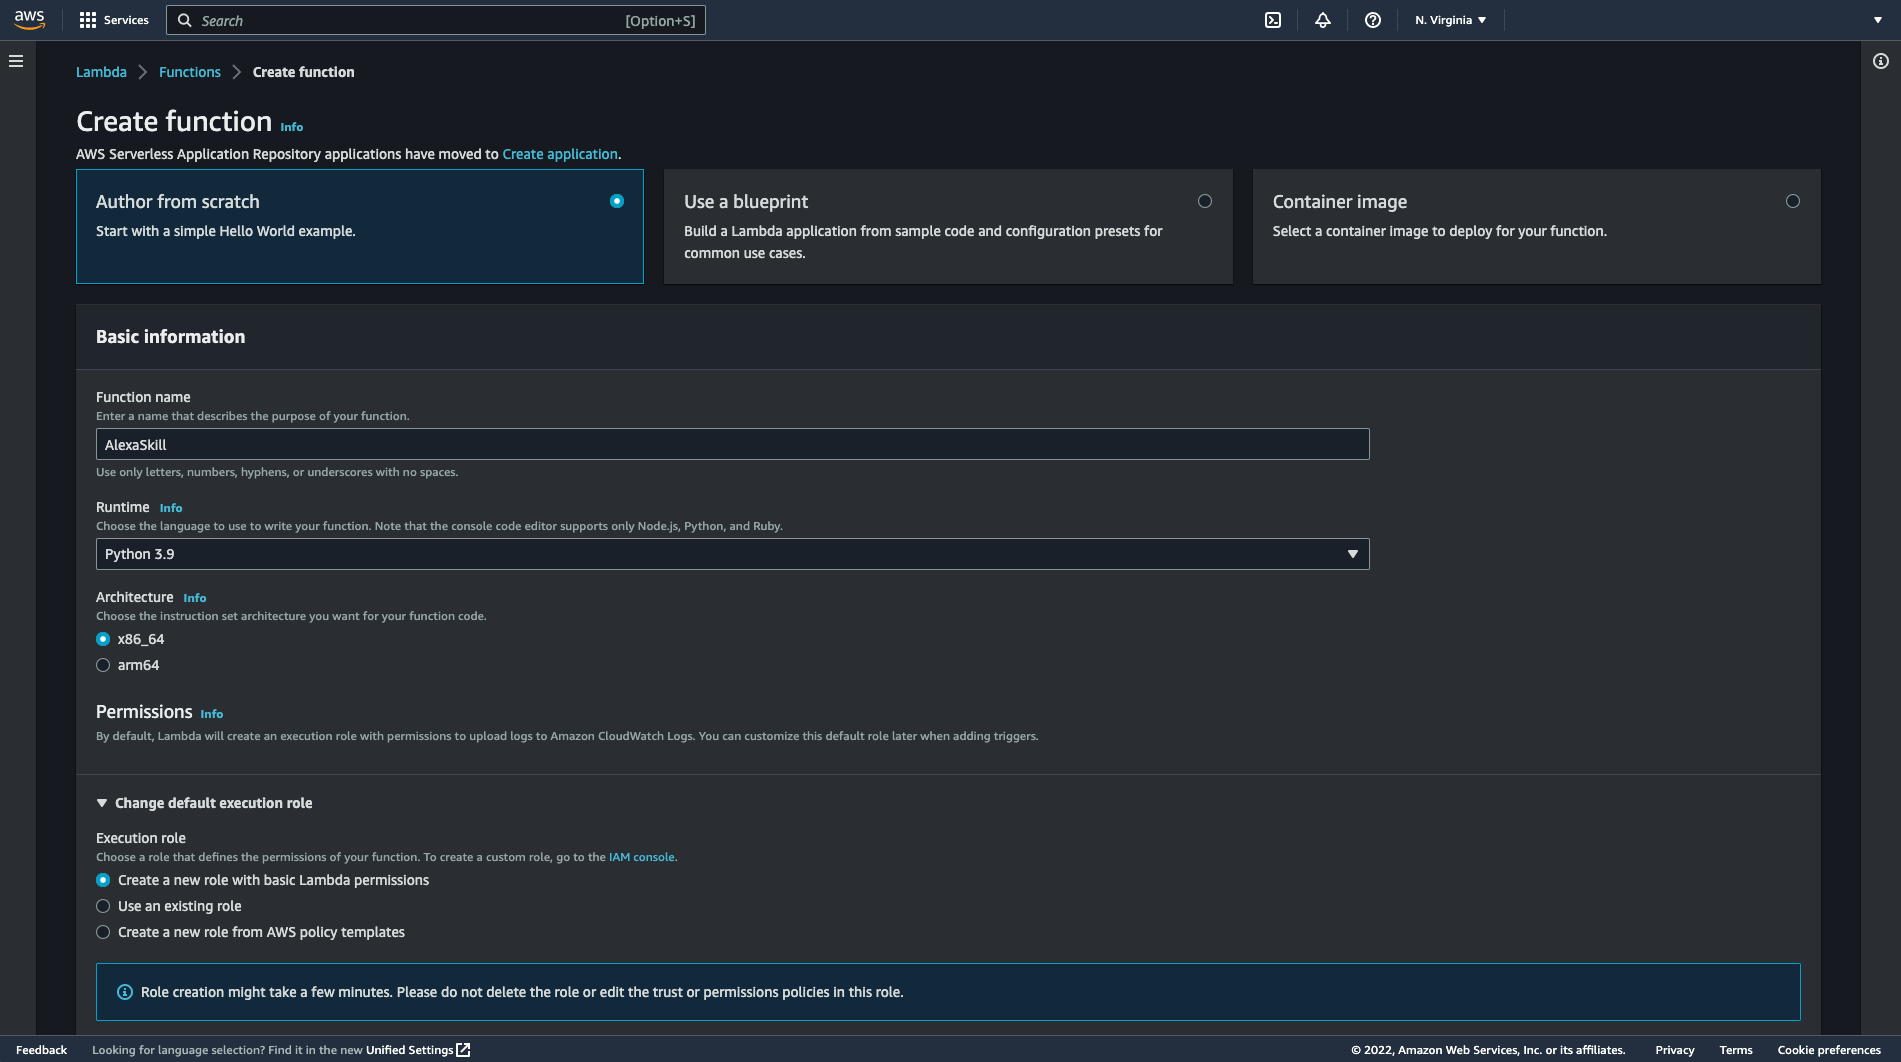 aws
Services
Search
[Option+S]
N. Virginia
Lambda
Functions
Create function
Create function Info
AWS Serverless Application Repository applications have moved to Create application.
Author from scratch
Start with a simple Hello World example.
Use a blueprint
Build a Lambda application from sample code and configuration presets for
common use cases.
Container image
Select a container image to deploy for your function.
Basic information
Function name
Enter a name that describes the purpose of your function.
AlexaSkill
Use only letters, numbers, hyphens, or underscores with no spaces.
Runtime Info
Choose the language to use to write your function. Note that the console code editor supports only Node.js, Python, and Ruby.
Python 3.9
Architecture Info
Choose the instruction set architecture you want for your function code.
x86_64
arm64
Permissions Info
By default, Lambda will create an execution role with permissions to upload logs to Amazon CloudWatch Logs. You can customize this default role later when adding triggers.
Change default execution role
Execution role
Choose a role that defines the permissions of your function. To create a custom role, go to the IAM console.
Create a new role with basic Lambda permissions
Use an existing role
Create a new role from AWS policy templates
Role creation might take a few minutes. Please do not delete the role or edit the trust or permissions policies in this role.
Feedback
Looking for language selection? Find it in the new Unified Settings
© 2022, Amazon Web Services, Inc. or its affiliates.
Privacy
Terms
Cookie preferences